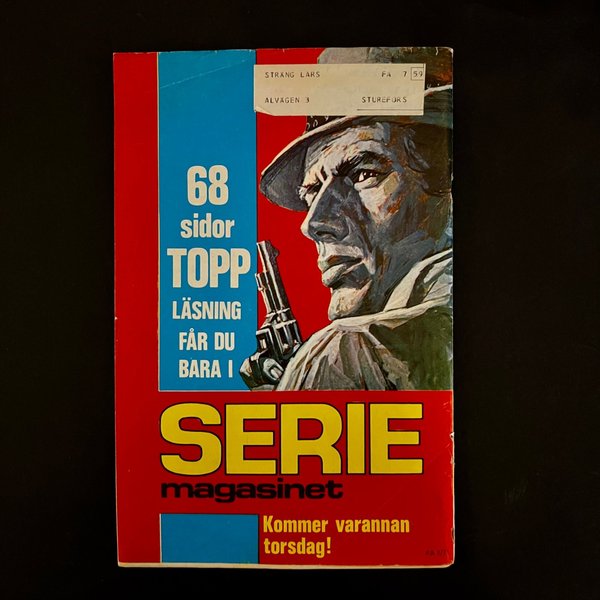 STRANG LARS FA 7 59
ALVAGEN 3 STUREFORS
68
sidor
TOPP
LÄSNING
FÅR DU
BARA I
SERIE
magasinet
Kommer varannan
torsdag!